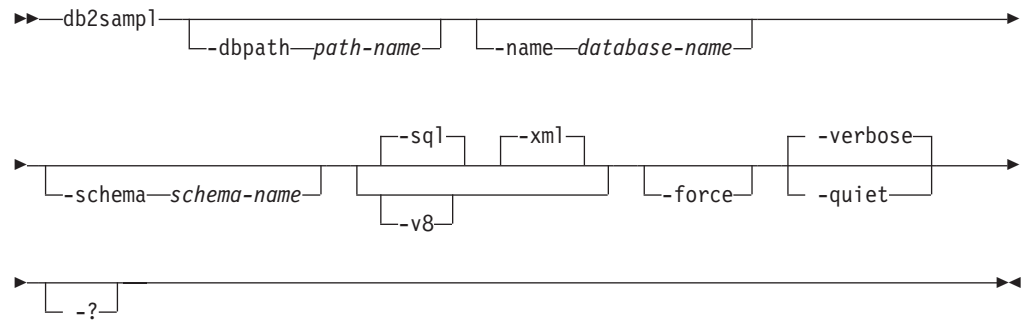 db2sampl
-dbpath path-name
-name database-name
-sql
-xml
-verbose
-schema schema-name
-v8
-force
-quiet
-?